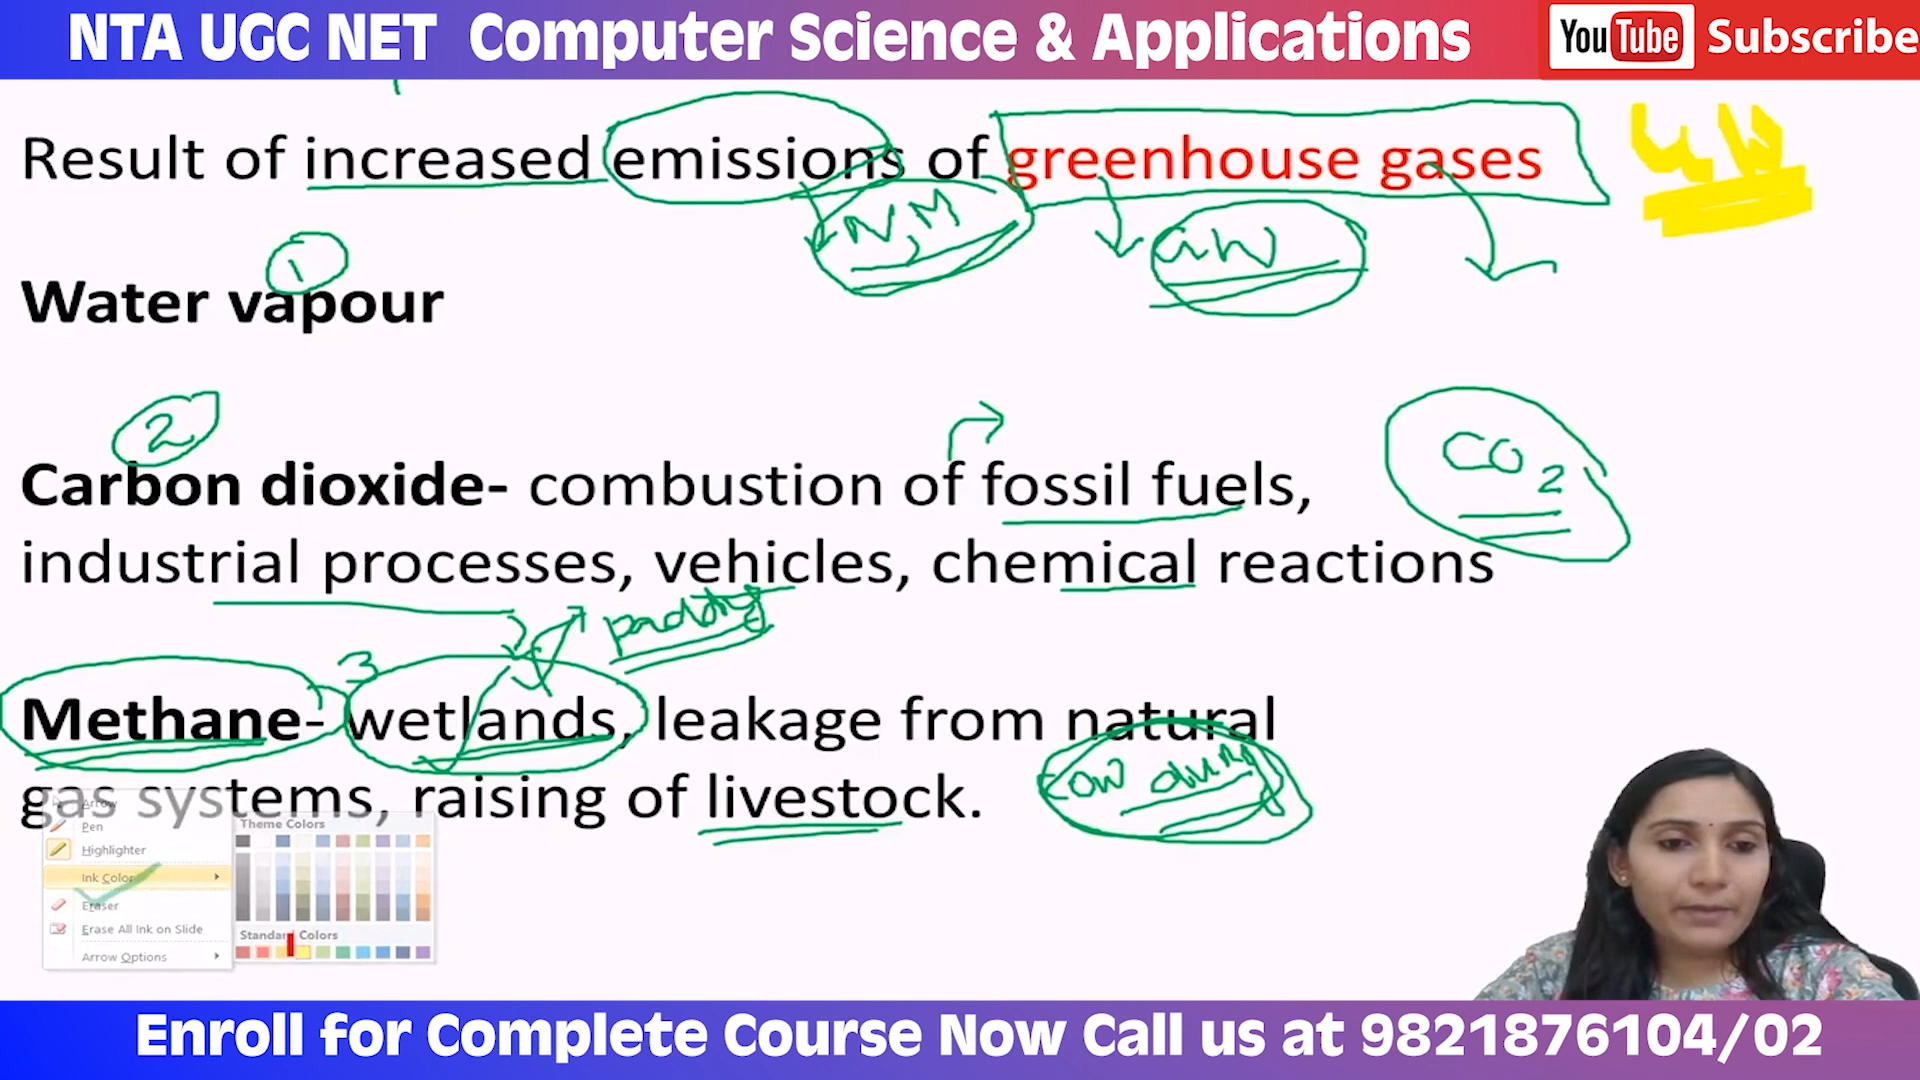 NTA UGC NET Computer Science & Applications
YouTube Subscribe
Result of increased emissions of greenhouse gases
N, M
GW
1
Water vapour
2
CO2
Carbon dioxide- combustion of fossil fuels,
industrial processes, vehicles, chemical reactions
paddy
3
Methane- wetlands, leakage from natural
gas systems, raising of livestock.
cow dung
Arrow
Pen
Highlighter
Ink Color
Eraser
Erase All Ink on Slide
Arrow Options
Theme Colors
Standard Colors
Enroll for Complete Course Now Call us at 9821876104/02